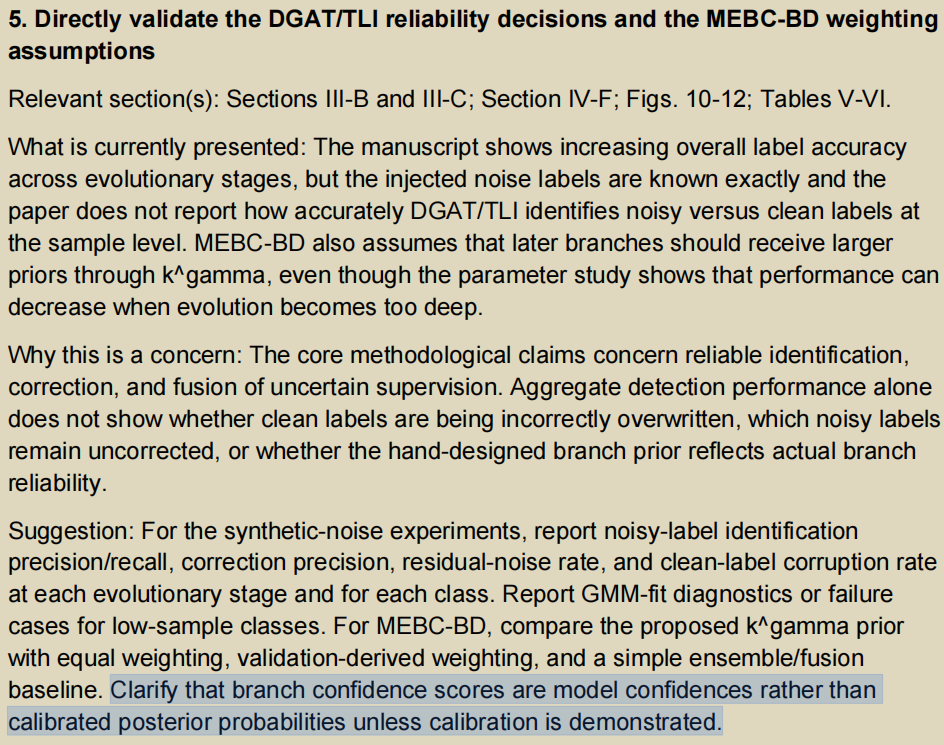 5. Directly validate the DGAT/TLI reliability decisions and the MEBC-BD weighting
assumptions
Relevant section(s): Sections III-B and III-C; Section IV-F; Figs. 10-12; Tables V-VI.
What is currently presented: The manuscript shows increasing overall label accuracy
across evolutionary stages, but the injected noise labels are known exactly and the
paper does not report how accurately DGAT/TLI identifies noisy versus clean labels at
the sample level. MEBC-BD also assumes that later branches should receive larger
priors through k^gamma, even though the parameter study shows that performance can
decrease when evolution becomes too deep.
Why this is a concern: The core methodological claims concern reliable identification,
correction, and fusion of uncertain supervision. Aggregate detection performance alone
does not show whether clean labels are being incorrectly overwritten, which noisy labels
remain uncorrected, or whether the hand-designed branch prior reflects actual branch
reliability.
Suggestion: For the synthetic-noise experiments, report noisy-label identification
precision/recall, correction precision, residual-noise rate, and clean-label corruption rate
at each evolutionary stage and for each class. Report GMM-fit diagnostics or failure
cases for low-sample classes. For MEBC-BD, compare the proposed k^gamma prior
with equal weighting, validation-derived weighting, and a simple ensemble/fusion
baseline. Clarify that branch confidence scores are model confidences rather than
calibrated posterior probabilities unless calibration is demonstrated.